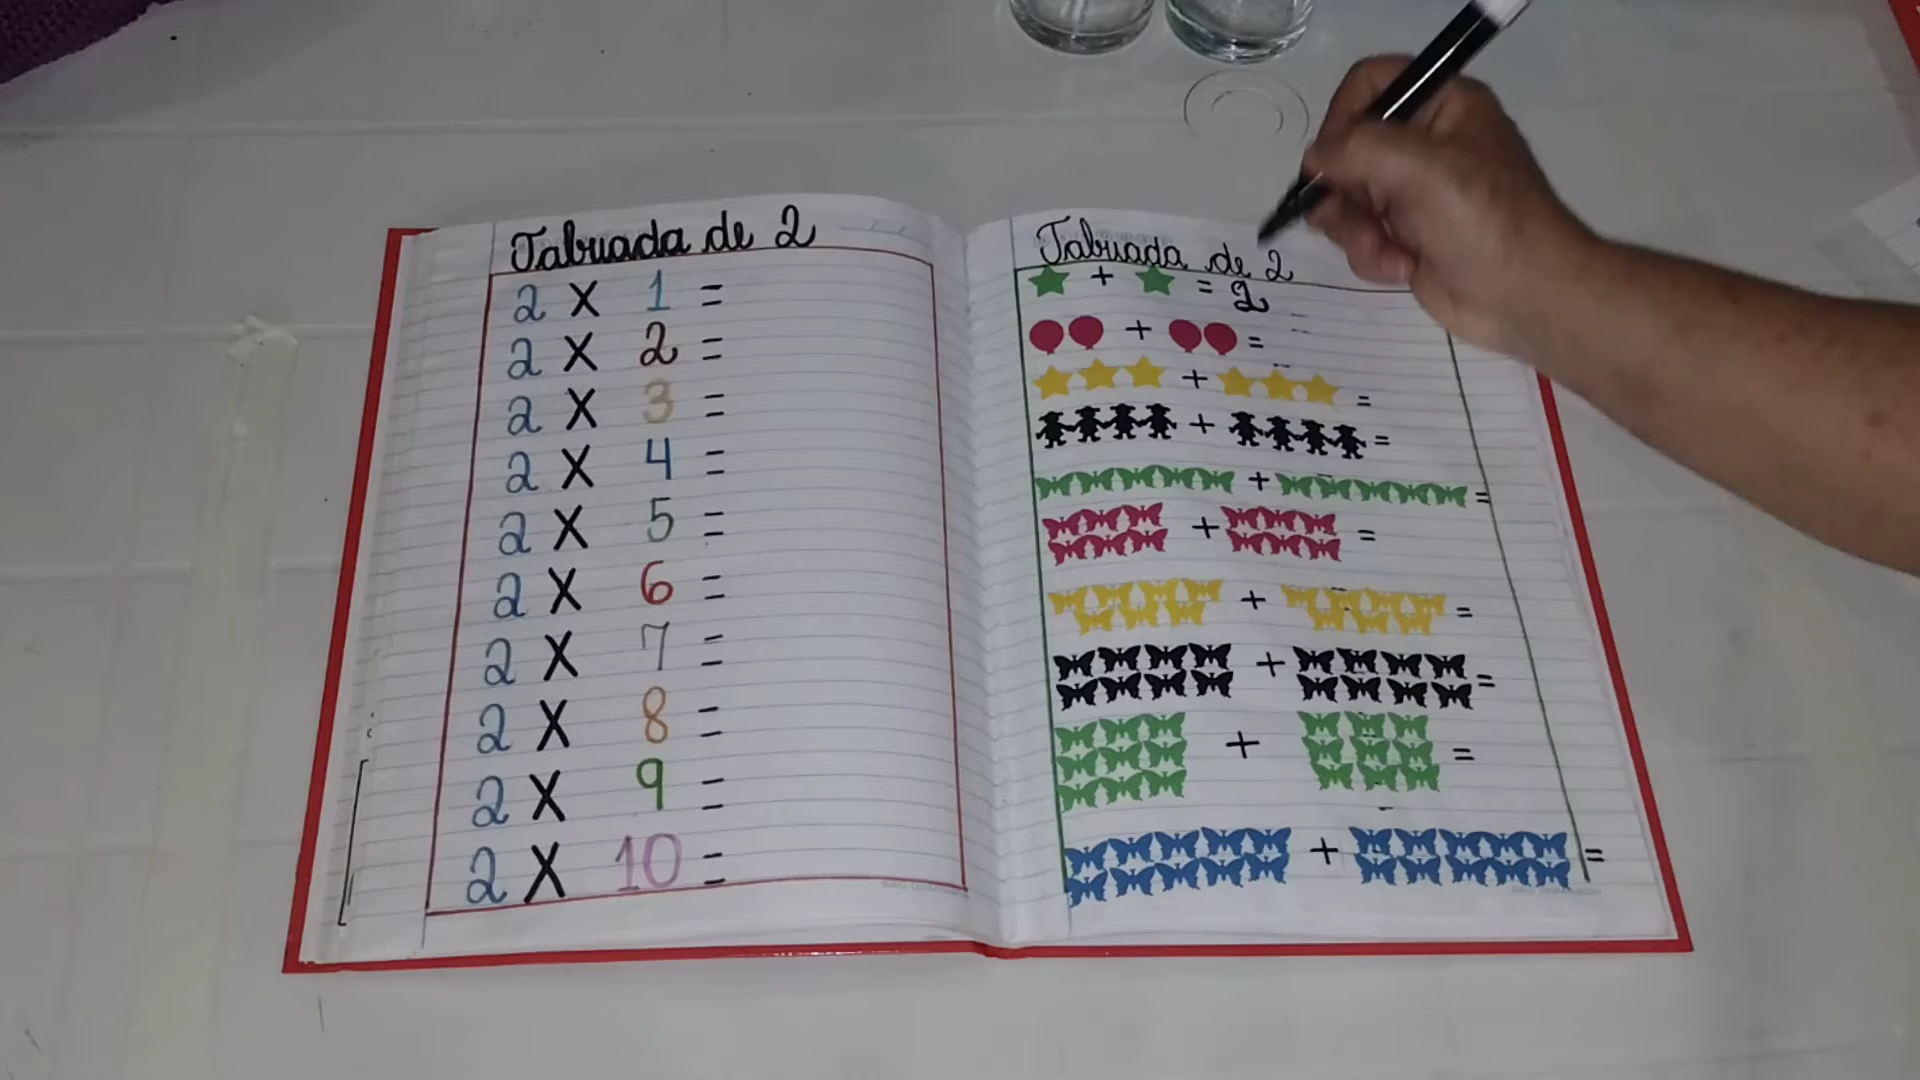 Tabuada de 2
2 X 1 =
2 X 2 =
2 X 3 =
2 X 4 =
2 X 5 =
2 X 6 =
2 X 7 =
2 X 8 =
2 X 9 =
2 X 10 =
Tabuada de 2
+ = 2
+ =
+ =
+ =
+ =
+ =
+ =
+ =
+ =
+ =